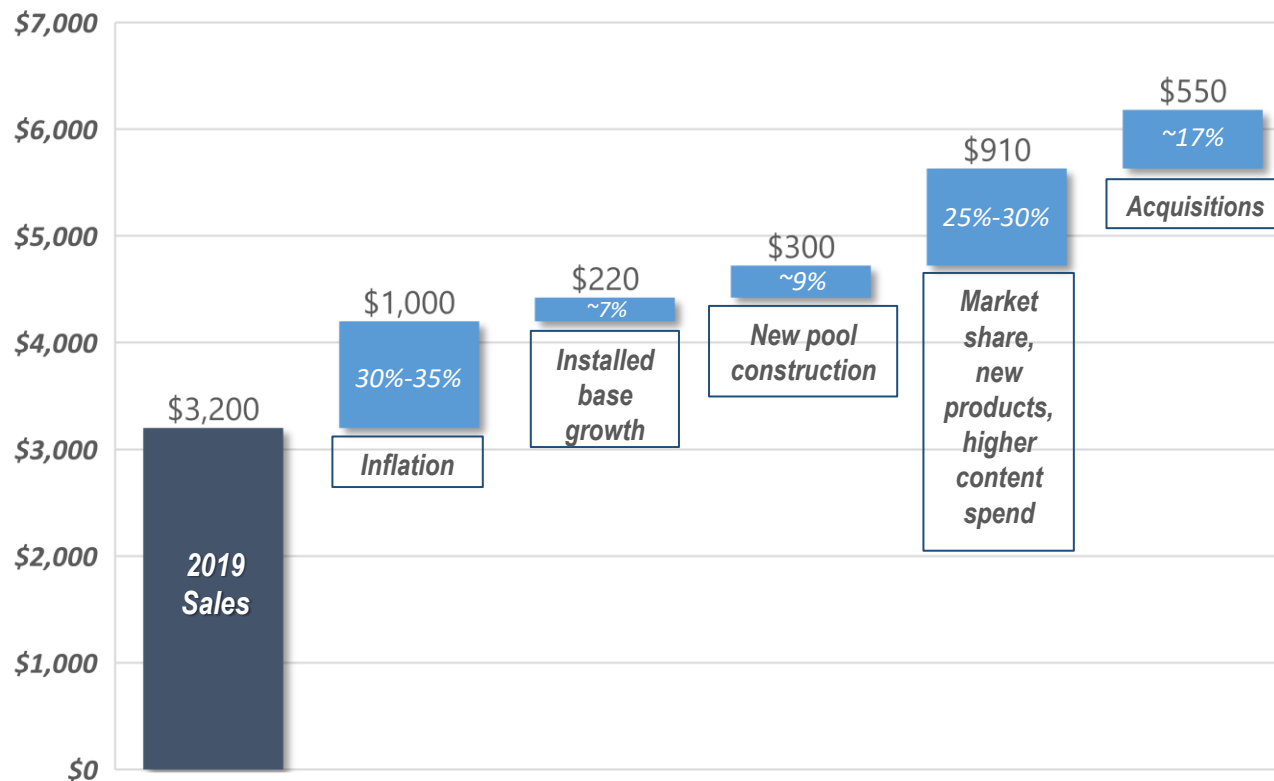 $7,000
$6,000
$5,000
$4,000
$3,000
$2,000
$1,000
$0
$3,200
2019
Sales
$1,000
30%-35%
Inflation
$220
~7%
Installed
base
growth
$300
~9%
New pool
construction
$910
25%-30%
Market
share,
new
products,
higher
content
spend
$550
~17%
Acquisitions